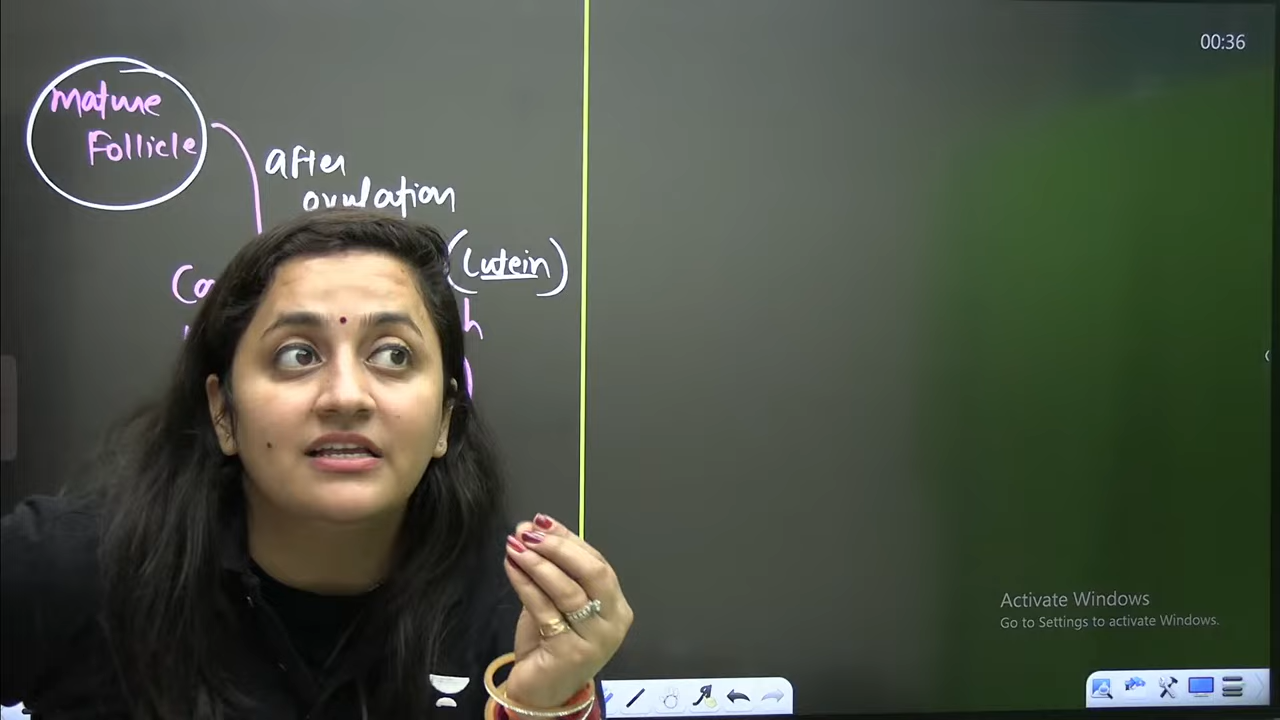 00:36
Mature
Follicle
after
ovulation
(Lutein)
Activate Windows
Go to Settings to activate Windows.